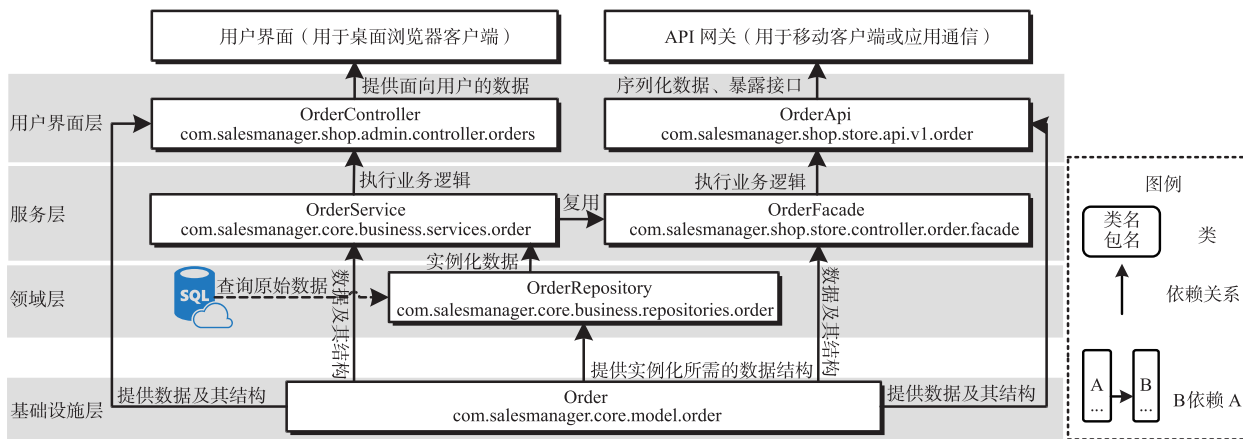 用户界面（用于桌面浏览器客户端）
API 网关（用于移动客户端或应用通信）
提供面向用户的数据
序列化数据、暴露接口
用户界面层
OrderController
com.salesmanager.shop.admin.controller.orders
OrderApi
com.salesmanager.shop.store.api.v1.order
执行业务逻辑
执行业务逻辑
服务层
OrderService
com.salesmanager.core.business.services.order
复用
OrderFacade
com.salesmanager.shop.store.controller.order.facade
实例化数据
领域层
SQL
查询原始数据
数据及其结构
OrderRepository
com.salesmanager.core.business.repositories.order
数据及其结构
提供实例化所需的数据结构
基础设施层
提供数据及其结构
Order
com.salesmanager.core.model.order
提供数据及其结构
图例
类名
包名
类
依赖关系
A
...
B
...
B依赖 A